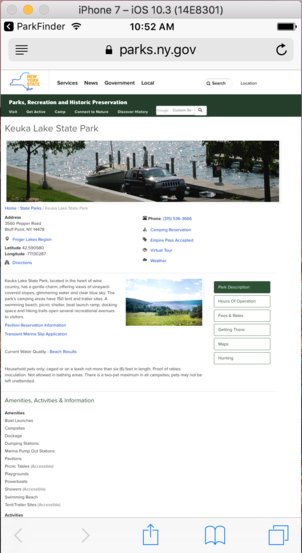 iPhone 7 – iOS 10.3 (14E8301)
ParkFinder
10:52 AM
parks.ny.gov
NEW YORK STATE
Services News Government Local
Search
Location
Parks, Recreation and Historic Preservation
Visit Get Active Camp Connect to Nature Discover History
Keuka Lake State Park
Home State Parks Keuka Lake State Park
Address
3560 Pepper Road
Bluff Point, NY 14478
Finger Lakes Region
Latitude 42.590580
Longitude
Directions
Phone: (315) 536-3666
Camping Reservation
Empire Pass Accepted
Virtual Tour
Weather
Keuka Lake State Park, located in the heart of wine
country, has a gentle charm, offering views of vineyard-
covered slopes, glimmering water and clear blue sky. The
park's camping areas have 150 tent and trailer sites. A
swimming beach, picnic shelter, boat launch ramp, docking
space and hiking trails open several recreational avenues
to visitors.
Pavilion Reservation Information
Transient Marine Slip Application
Current Water Quality - Beach Results
Park Description
Hours Of Operation
Fees & Rates
Getting There
Maps
Hunting
Household pets only; caged or on a leash not more than six (6) feet in length. Proof of rabies
inoculation. Not allowed in bathing areas. There is a two-pet maximum in all campsites; pets may not be
left unattended.
Amenities, Activities & Information
Amenities
Boat Launches
Campsites
Dockage
Dumping Stations
Marine Pump Out Stations
Pavilions
Picnic Tables (Accessible)
Playgrounds
Powerboats
Showers (Accessible)
Swimming Beach
Tent/Trailer Sites (Accessible)
Activities